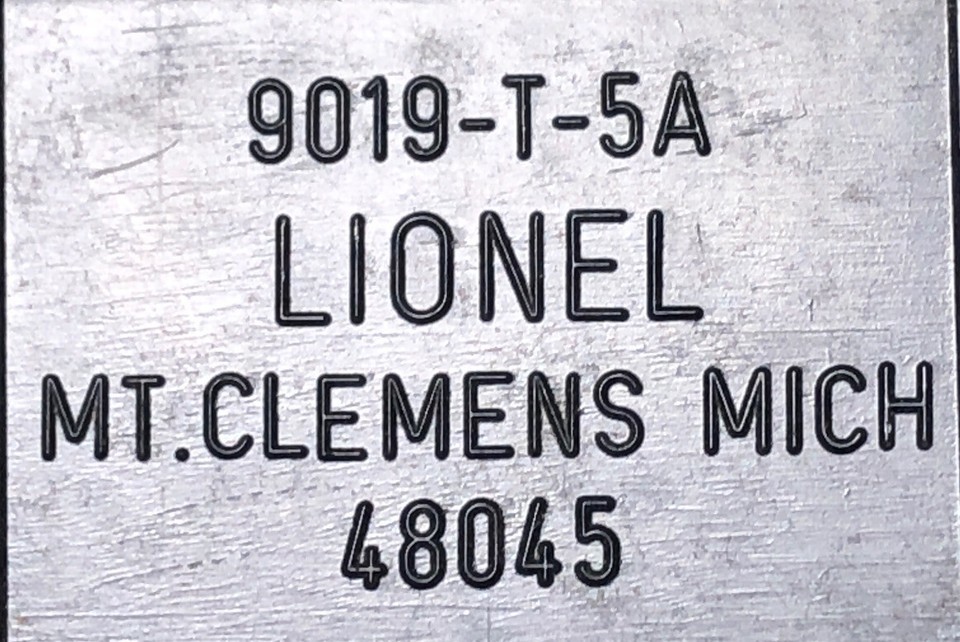 9019-T-5A
LIONEL
MT.CLEMENS MICH
48045